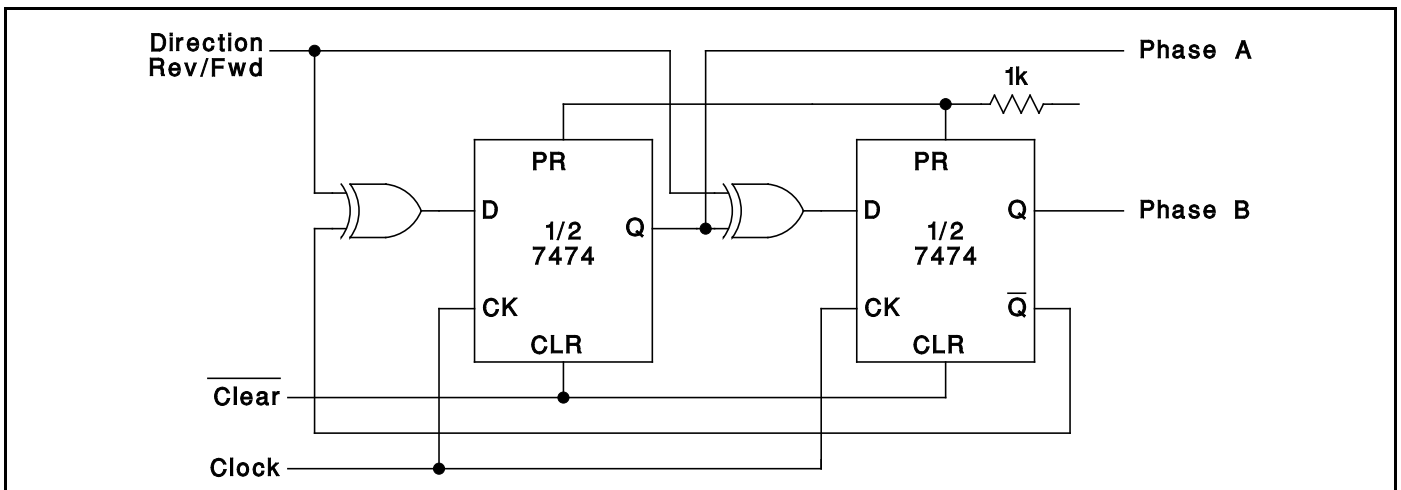 Direction
Rev/Fwd
Phase A
1k
PR
PR
D
Q
1/2
7474
D
Q
1/2
7474
Phase B
CK
CK
Q̅
CLR
CLR
C̅l̅e̅a̅r̅
Clock